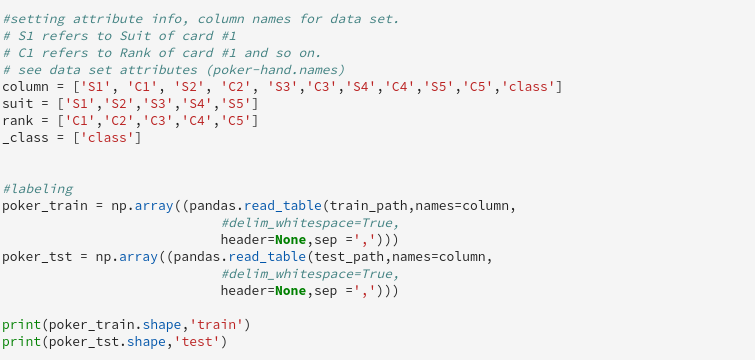 #setting attribute info, column names for data set.
# S1 refers to Suit of card #1
# C1 refers to Rank of card #1 and so on.
# see data set attributes (poker-hand.names)
column = ['S1', 'C1', 'S2', 'C2', 'S3','C3','S4','C4','S5','C5','class']
suit = ['S1','S2','S3','S4','S5']
rank = ['C1','C2','C3','C4','C5']
_class = ['class']
#labeling
poker_train = np.array((pandas.read_table(train_path,names=column,
#delim_whitespace=True,
header=None,sep =',')))
poker_tst = np.array((pandas.read_table(test_path,names=column,
#delim_whitespace=True,
header=None,sep =',')))
print(poker_train.shape,'train')
print(poker_tst.shape,'test')